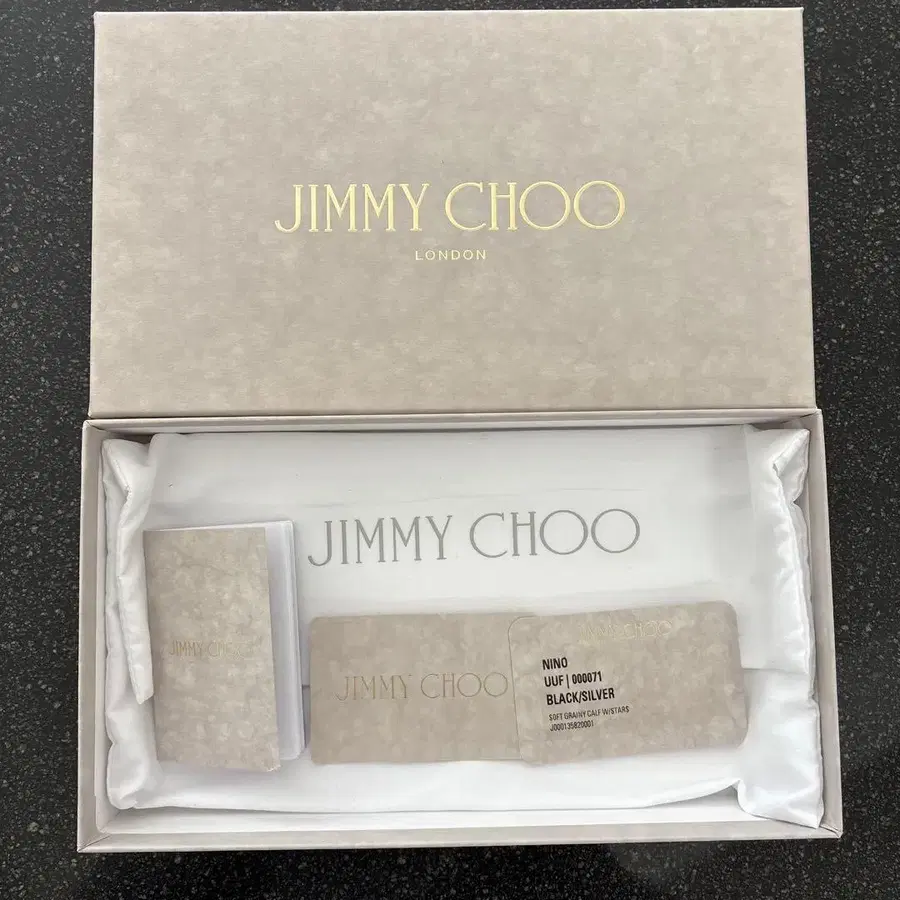 JIMMY CHOO
LONDON
JIMMY CHOO
JIMMY CHOO
JIMMY CHOO
JIMMY CHOO
NINO
UUF | 000071
BLACK/SILVER
SOFT GRAINY CALF W/STARS
J000135820001